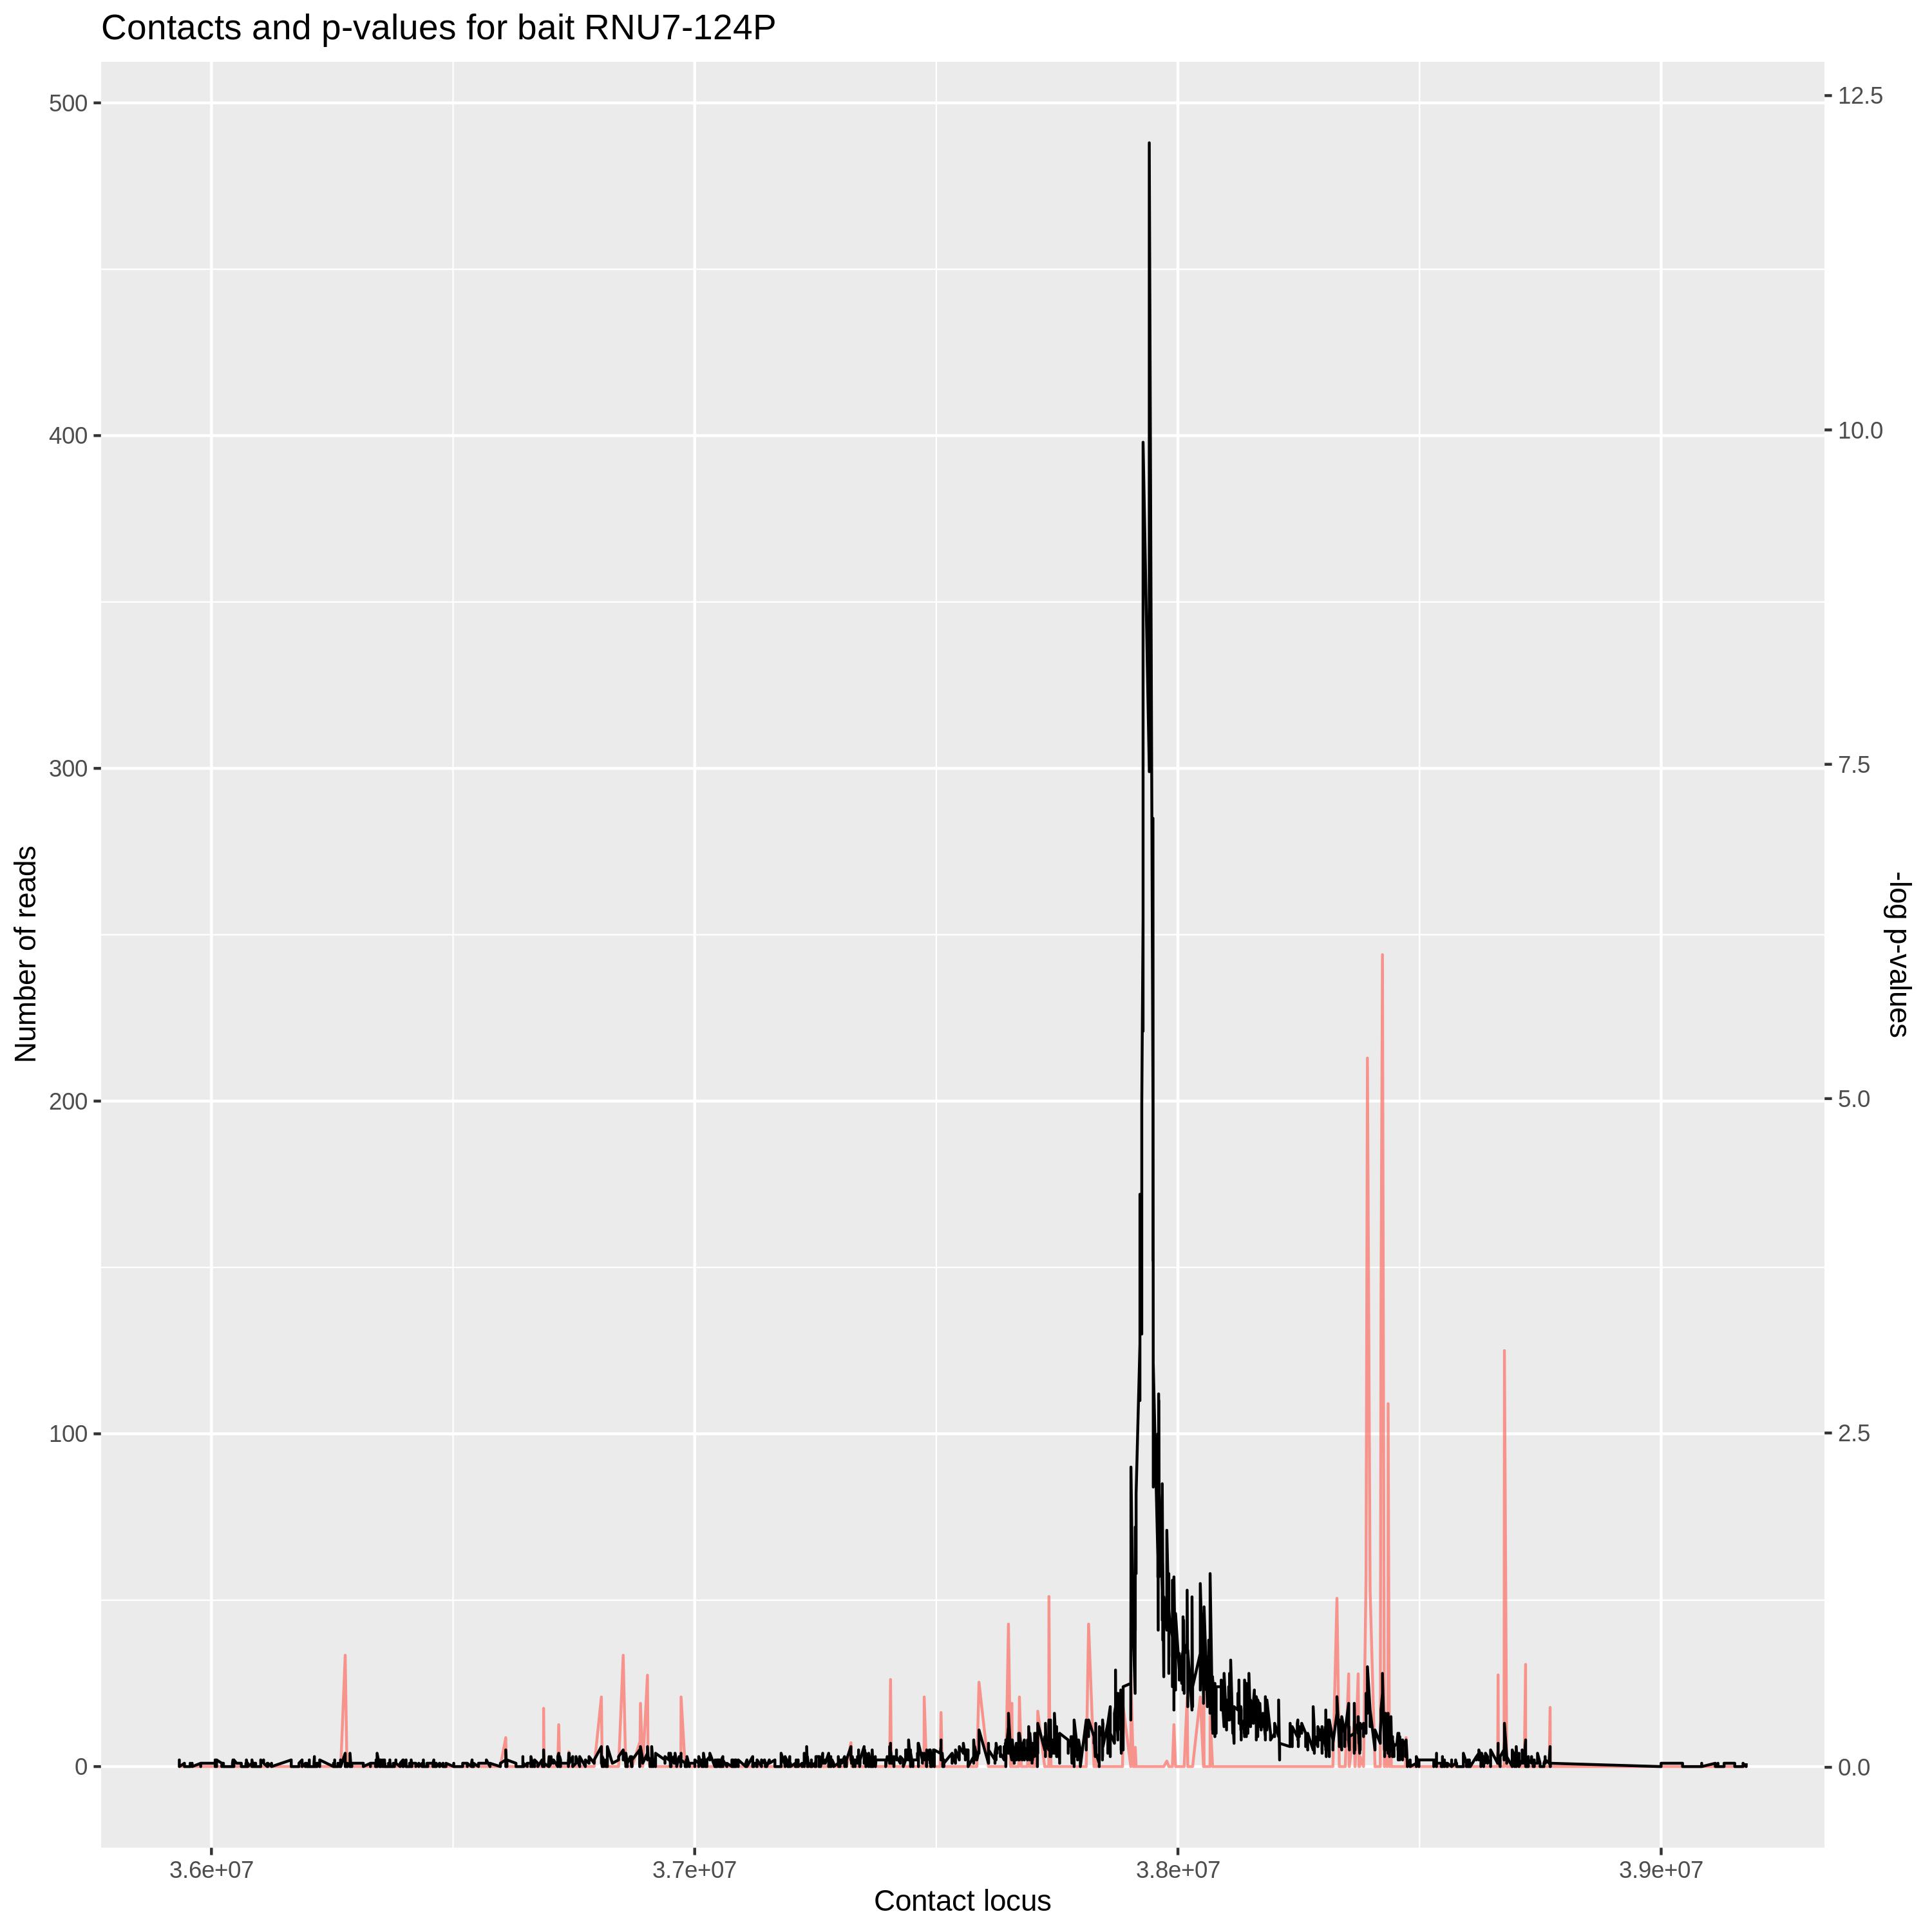 Contacts and p-values for bait RNU7-124P
500
400
300
200
100
0
Number of reads
12.5
10.0
7.5
5.0
2.5
0.0
-log p-values
3.6e+07
3.7e+07
3.8e+07
3.9e+07
Contact locus